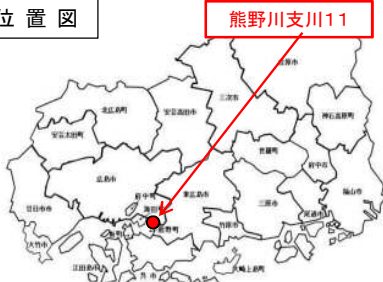 位置図
熊野川支川11
庄原市
三次市
北広島町
安芸高田市
神石高原町
安芸太田町
世羅町
府中市
広島市
府中町
東広島市
福山市
三原市
廿日市市
海田町
尾道市
熊野町
竹原市
大竹市
江田島市
呉市
大崎上島町